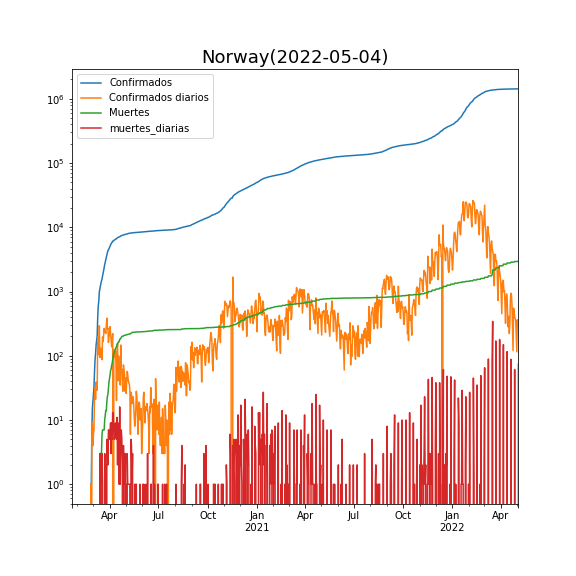 Norway(2022-05-04)
Confirmados
Confirmados diarios
Muertes
muertes_diarias
10^6
10^5
10^4
10^3
10^2
10^1
10^0
Apr Jul Oct Jan Apr Jul Oct Jan Apr
2021 2022